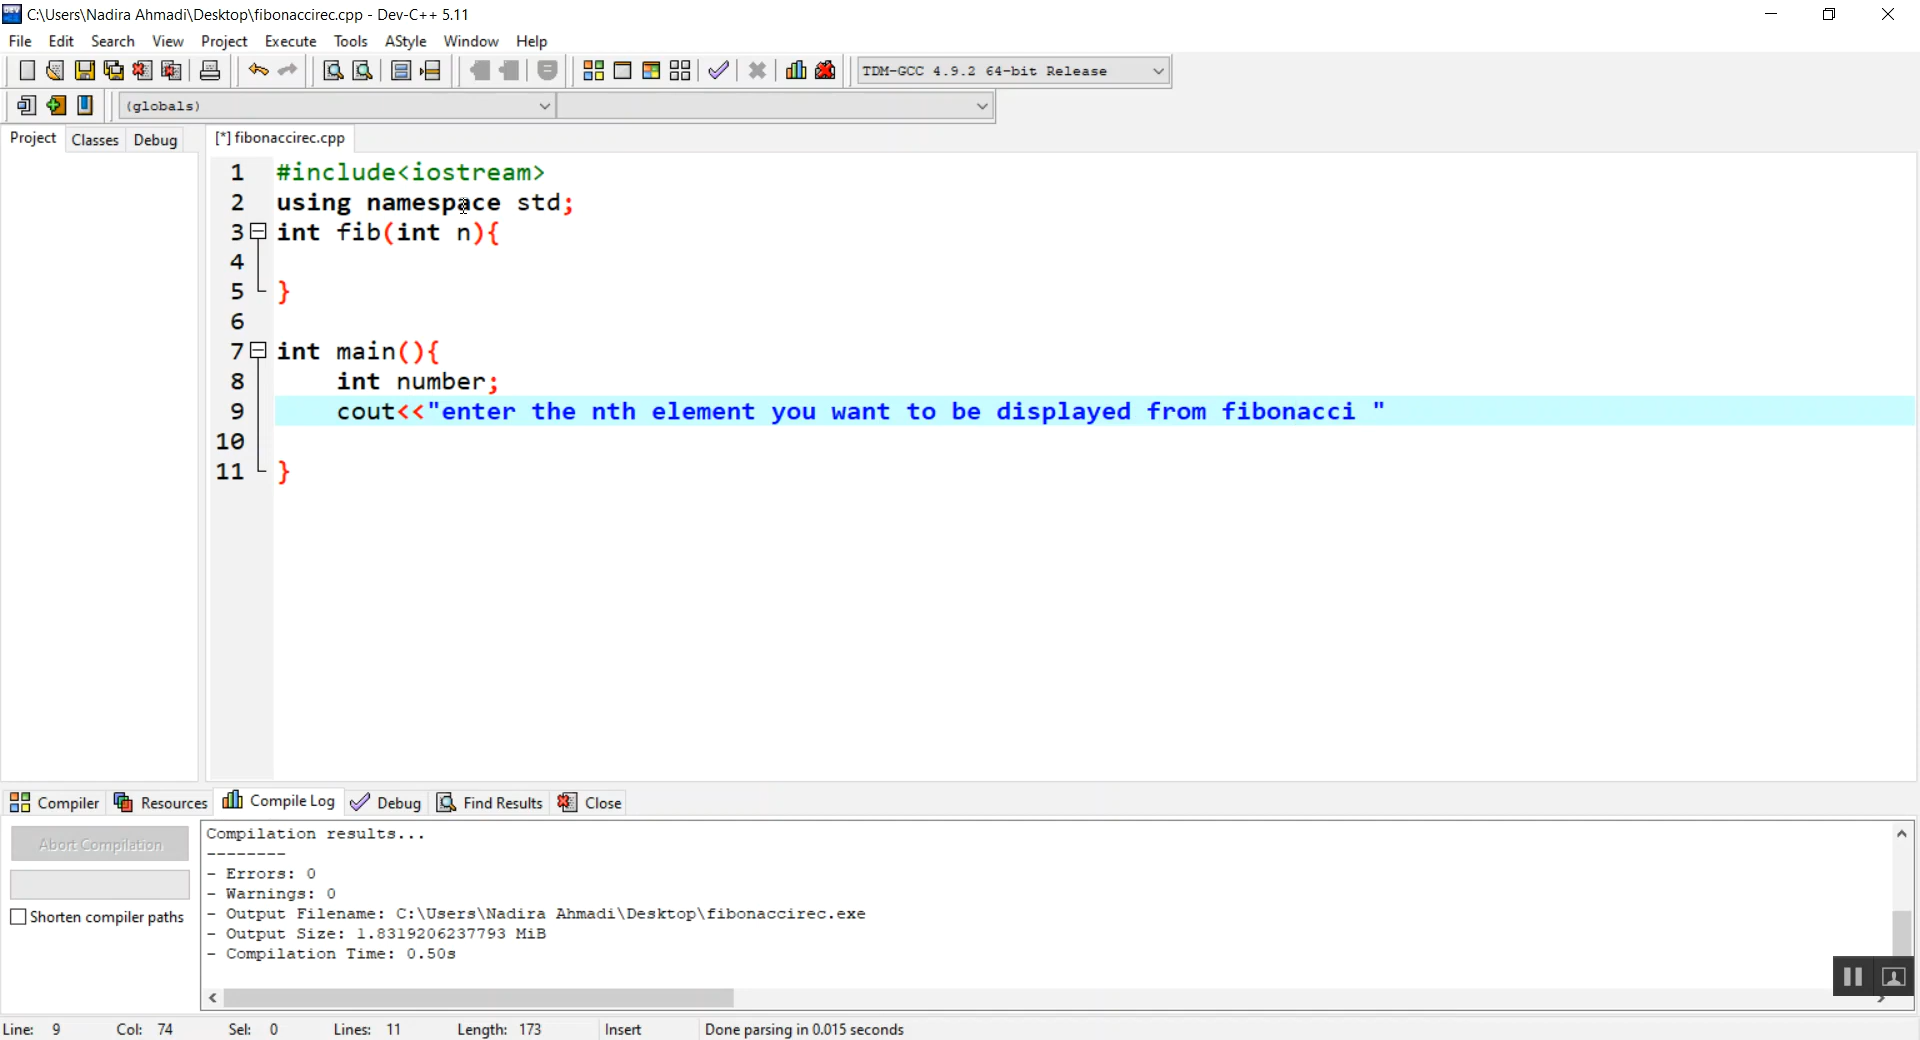 C:\Users\Nadira Ahmadi\Desktop\fibonaccirec.cpp - Dev-C++ 5.11
File Edit Search View Project Execute Tools AStyle Window Help
TDM-GCC 4.9.2 64-bit Release
(globals)
Project Classes Debug [*] fibonaccirec.cpp
1 #include<iostream>
2 using namespace std;
3 int fib(int n){
4
5 }
6
7 int main(){
8 int number;
9 cout<<"enter the nth element you want to be displayed from fibonacci "
10
11 }
Compiler Resources Compile Log Debug Find Results Close
Abort Compilation
Shorten compiler paths
Compilation results...
--------
- Errors: 0
- Warnings: 0
- Output Filename: C:\Users\Nadira Ahmadi\Desktop\fibonaccirec.exe
- Output Size: 1.8319206237793 MiB
- Compilation Time: 0.50s
Line: 9 Col: 74 Sel: 0 Lines: 11 Length: 173 Insert Done parsing in 0.015 seconds